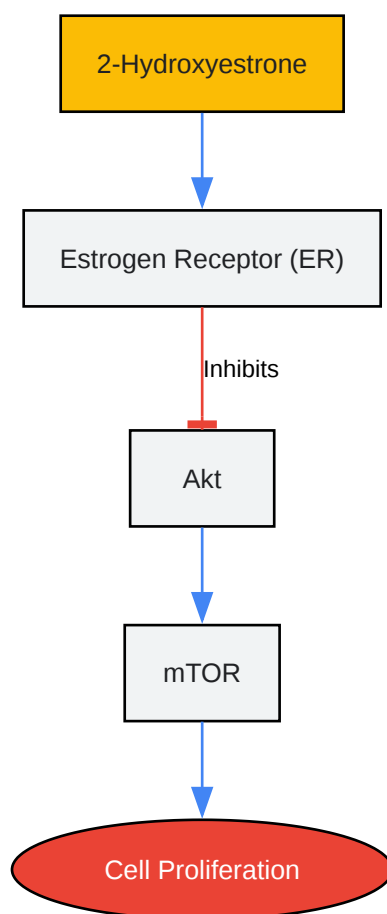 2-Hydroxyestrone
Estrogen Receptor (ER)
Inhibits
Akt
mTOR
Cell Proliferation